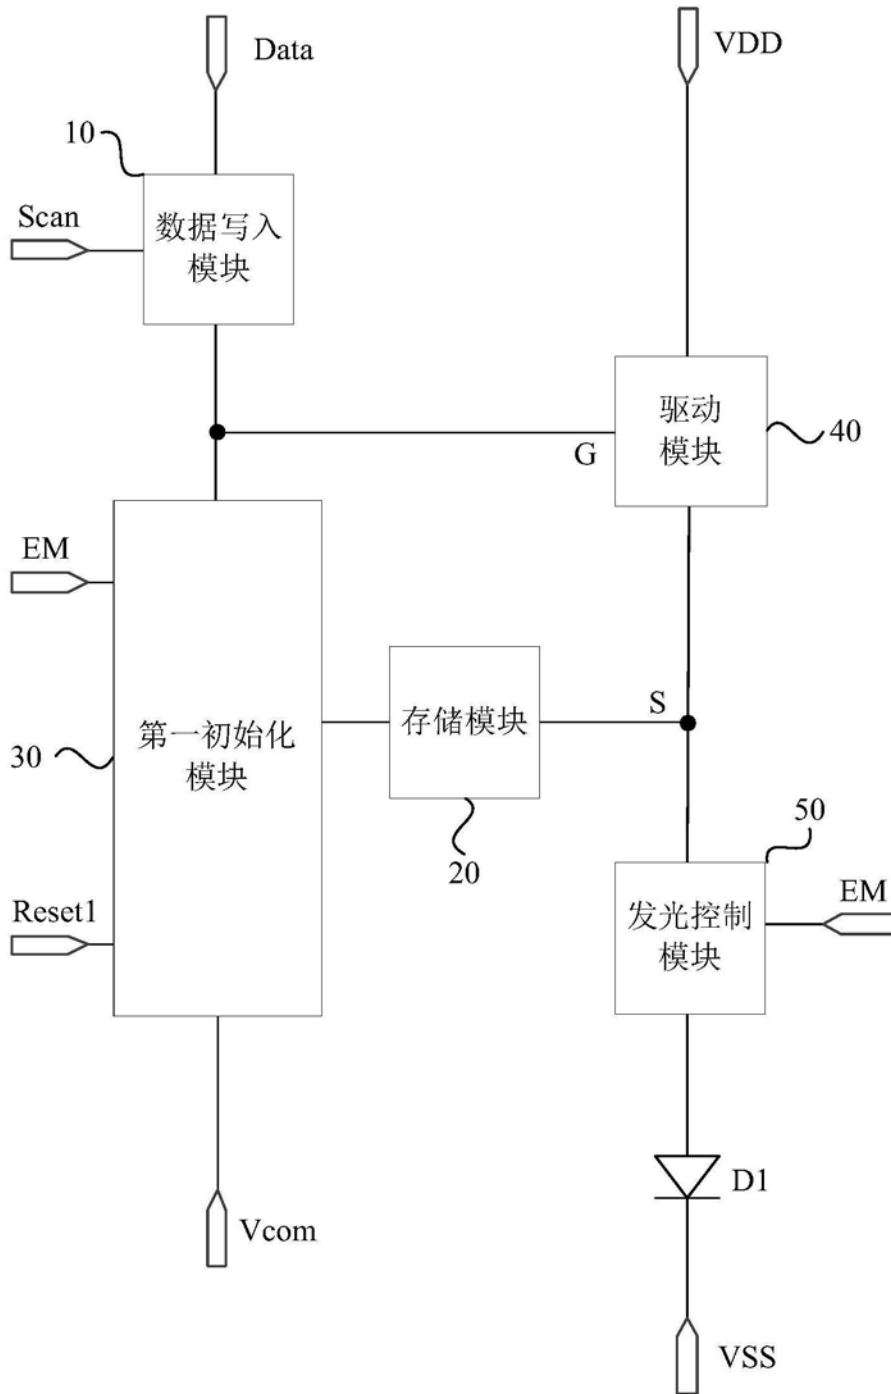 Data
VDD
10
Scan
数据写入
模块
驱动
模块
40
G
EM
第一初始化
模块
30
存储模块
20
S
50
发光控制
模块
EM
Reset1
D1
Vcom
VSS